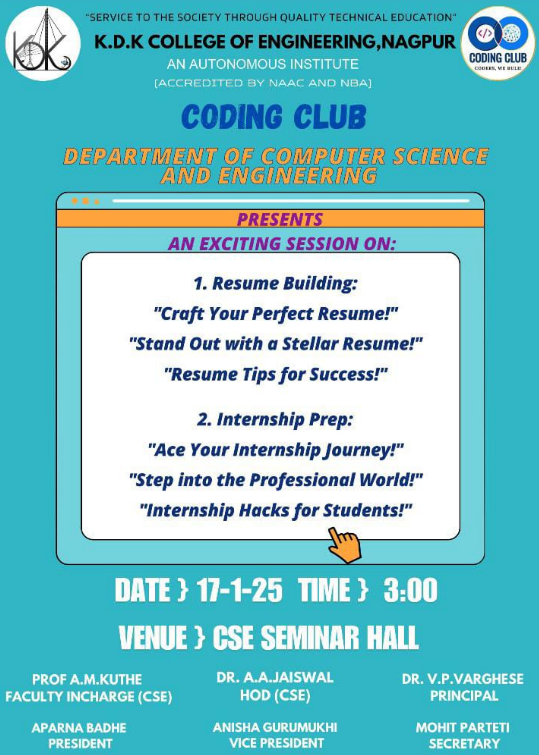 "SERVICE TO THE SOCIETY THROUGH QUALITY TECHNICAL EDUCATION"
K.D.K COLLEGE OF ENGINEERING,NAGPUR
AN AUTONOMOUS INSTITUTE
[ACCREDITED BY NAAC AND NBA]
KDK
</>
CODING CLUB
CODERS, WE BUILD
CODING CLUB
DEPARTMENT OF COMPUTER SCIENCE
AND ENGINEERING
PRESENTS
AN EXCITING SESSION ON:
1. Resume Building:
"Craft Your Perfect Resume!"
"Stand Out with a Stellar Resume!"
"Resume Tips for Success!"
2. Internship Prep:
"Ace Your Internship Journey!"
"Step into the Professional World!"
"Internship Hacks for Students!"
DATE } 17-1-25 TIME } 3:00
VENUE } CSE SEMINAR HALL
PROF A.M.KUTHE
FACULTY INCHARGE (CSE)
DR. A.A.JAISWAL
HOD (CSE)
DR. V.P.VARGHESE
PRINCIPAL
APARNA BADHE
PRESIDENT
ANISHA GURUMUKHI
VICE PRESIDENT
MOHIT PARTETI
SECRETARY